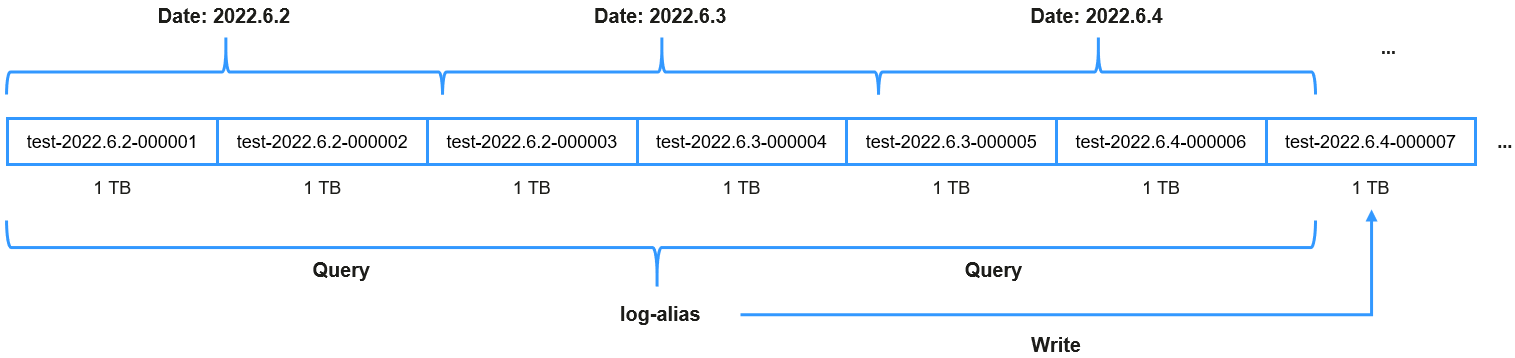 Date: 2022.6.2
Date: 2022.6.3
Date: 2022.6.4
...
test-2022.6.2-000001
test-2022.6.2-000002
test-2022.6.2-000003
test-2022.6.3-000004
test-2022.6.3-000005
test-2022.6.4-000006
test-2022.6.4-000007
...
1 TB
1 TB
1 TB
1 TB
1 TB
1 TB
1 TB
Query
Query
log-alias
Write